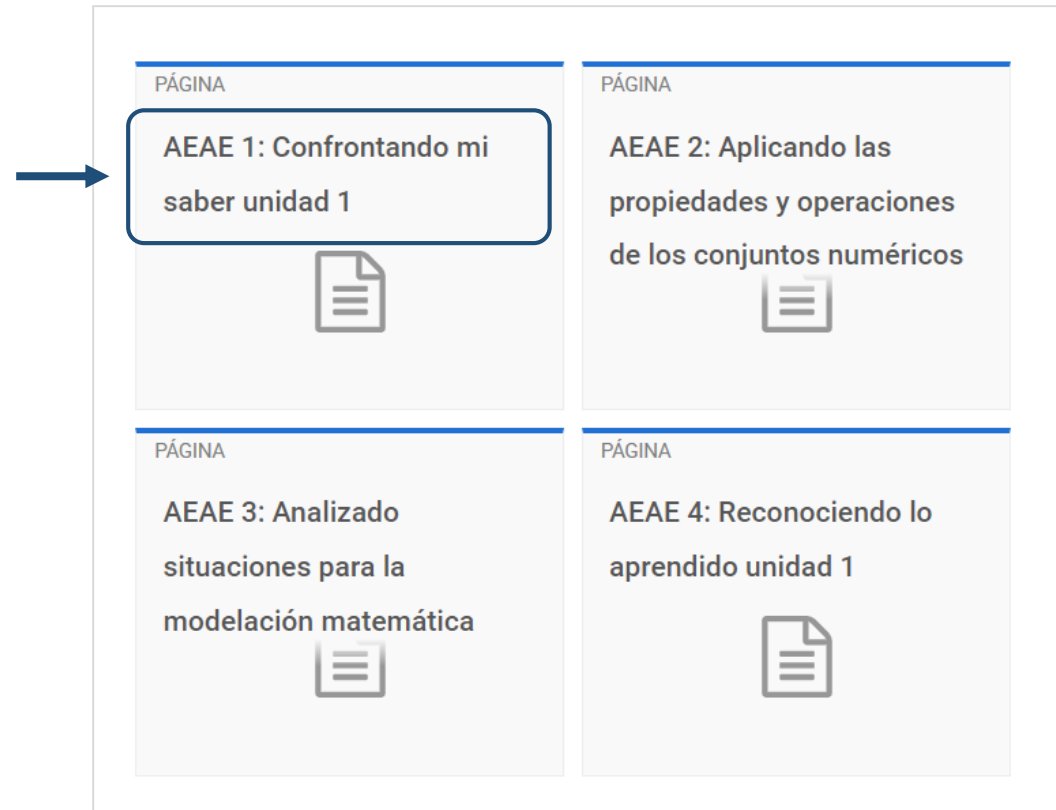 PÁGINA
AEAE 1: Confrontando mi
saber unidad 1
PÁGINA
AEAE 2: Aplicando las
propiedades y operaciones
de los conjuntos numéricos
PÁGINA
AEAE 3: Analizado
situaciones para la
modelación matemática
PÁGINA
AEAE 4: Reconociendo lo
aprendido unidad 1